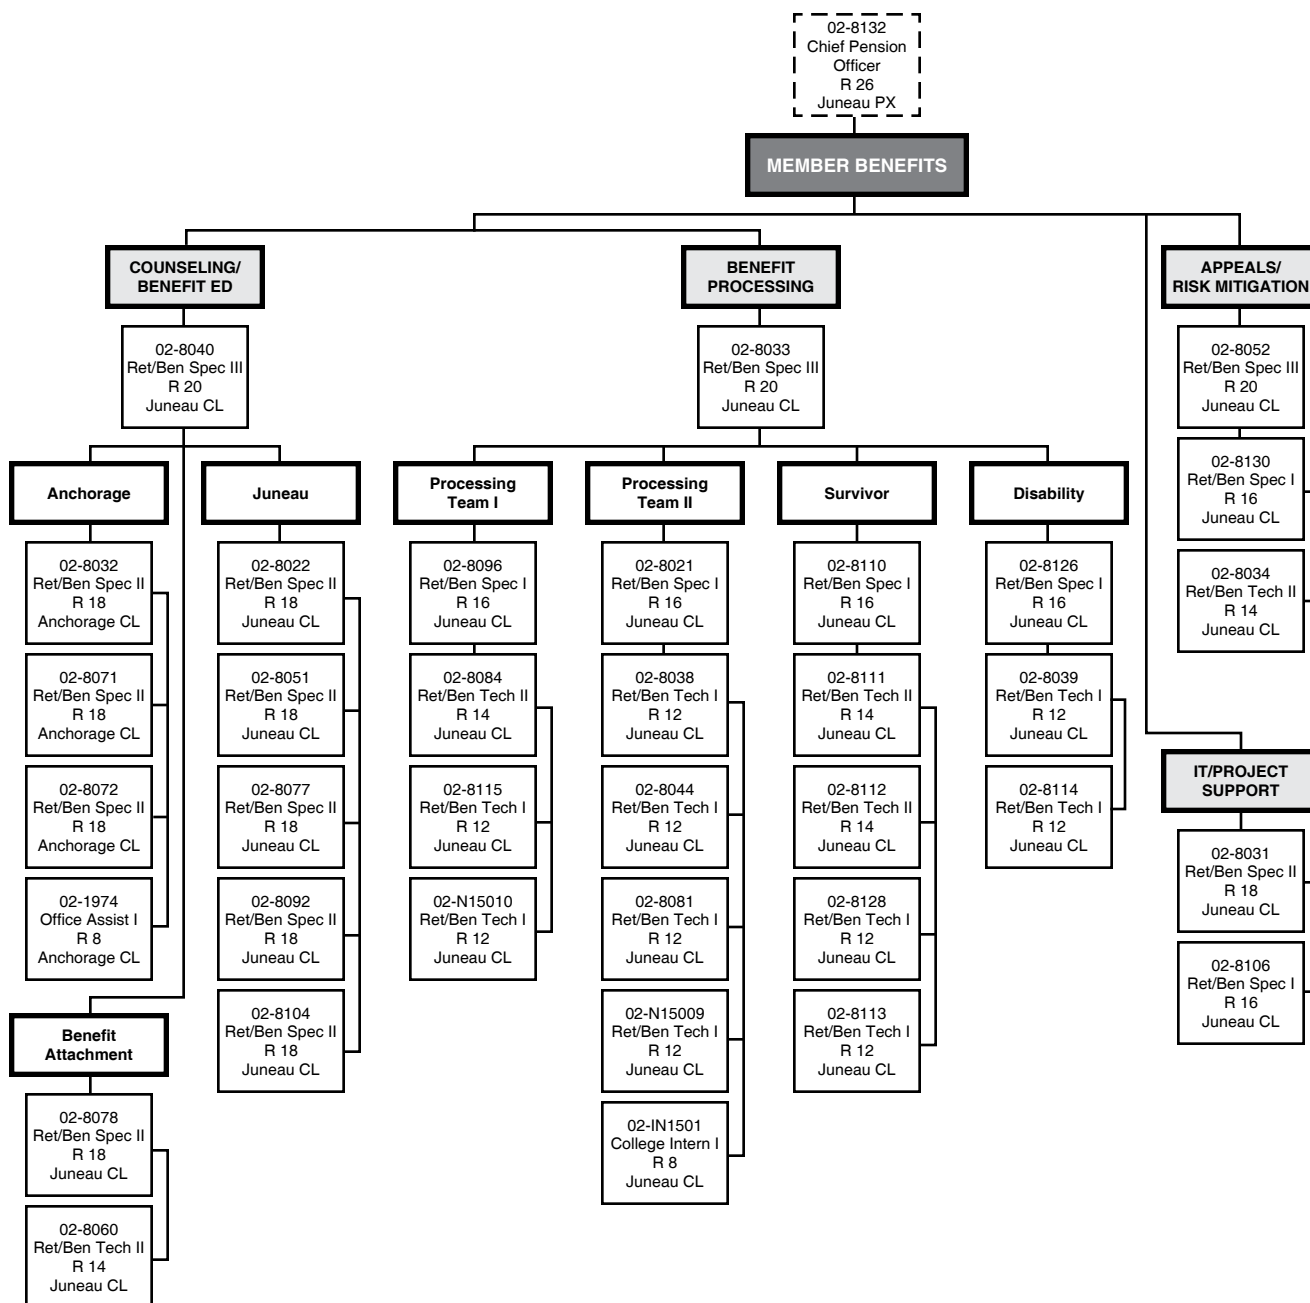 02-8132
Chief Pension
Officer
R 26
Juneau PX
MEMBER BENEFITS
COUNSELING/
BENEFIT ED
02-8040
Ret/Ben Spec III
R 20
Juneau CL
Anchorage
02-8032
Ret/Ben Spec II
R 18
Anchorage CL
02-8071
Ret/Ben Spec II
R 18
Anchorage CL
02-8072
Ret/Ben Spec II
R 18
Anchorage CL
02-1974
Office Assist I
R 8
Anchorage CL
Benefit
Attachment
02-8078
Ret/Ben Spec II
R 18
Juneau CL
02-8060
Ret/Ben Tech II
R 14
Juneau CL
Juneau
02-8022
Ret/Ben Spec II
R 18
Juneau CL
02-8051
Ret/Ben Spec II
R 18
Juneau CL
02-8077
Ret/Ben Spec II
R 18
Juneau CL
02-8092
Ret/Ben Spec II
R 18
Juneau CL
02-8104
Ret/Ben Spec II
R 18
Juneau CL
BENEFIT
PROCESSING
02-8033
Ret/Ben Spec III
R 20
Juneau CL
Processing
Team I
02-8096
Ret/Ben Spec I
R 16
Juneau CL
02-8084
Ret/Ben Tech II
R 14
Juneau CL
02-8115
Ret/Ben Tech I
R 12
Juneau CL
02-N15010
Ret/Ben Tech I
R 12
Juneau CL
Processing
Team II
02-8021
Ret/Ben Spec I
R 16
Juneau CL
02-8038
Ret/Ben Tech I
R 12
Juneau CL
02-8044
Ret/Ben Tech I
R 12
Juneau CL
02-8081
Ret/Ben Tech I
R 12
Juneau CL
02-N15009
Ret/Ben Tech I
R 12
Juneau CL
02-IN1501
College Intern I
R 8
Juneau CL
Survivor
02-8110
Ret/Ben Spec I
R 16
Juneau CL
02-8111
Ret/Ben Tech II
R 14
Juneau CL
02-8112
Ret/Ben Tech II
R 14
Juneau CL
02-8128
Ret/Ben Tech I
R 12
Juneau CL
02-8113
Ret/Ben Tech I
R 12
Juneau CL
Disability
02-8126
Ret/Ben Spec I
R 16
Juneau CL
02-8039
Ret/Ben Tech I
R 12
Juneau CL
02-8114
Ret/Ben Tech I
R 12
Juneau CL
APPEALS/
RISK MITIGATION
02-8052
Ret/Ben Spec III
R 20
Juneau CL
02-8130
Ret/Ben Spec I
R 16
Juneau CL
02-8034
Ret/Ben Tech II
R 14
Juneau CL
IT/PROJECT
SUPPORT
02-8031
Ret/Ben Spec II
R 18
Juneau CL
02-8106
Ret/Ben Spec I
R 16
Juneau CL